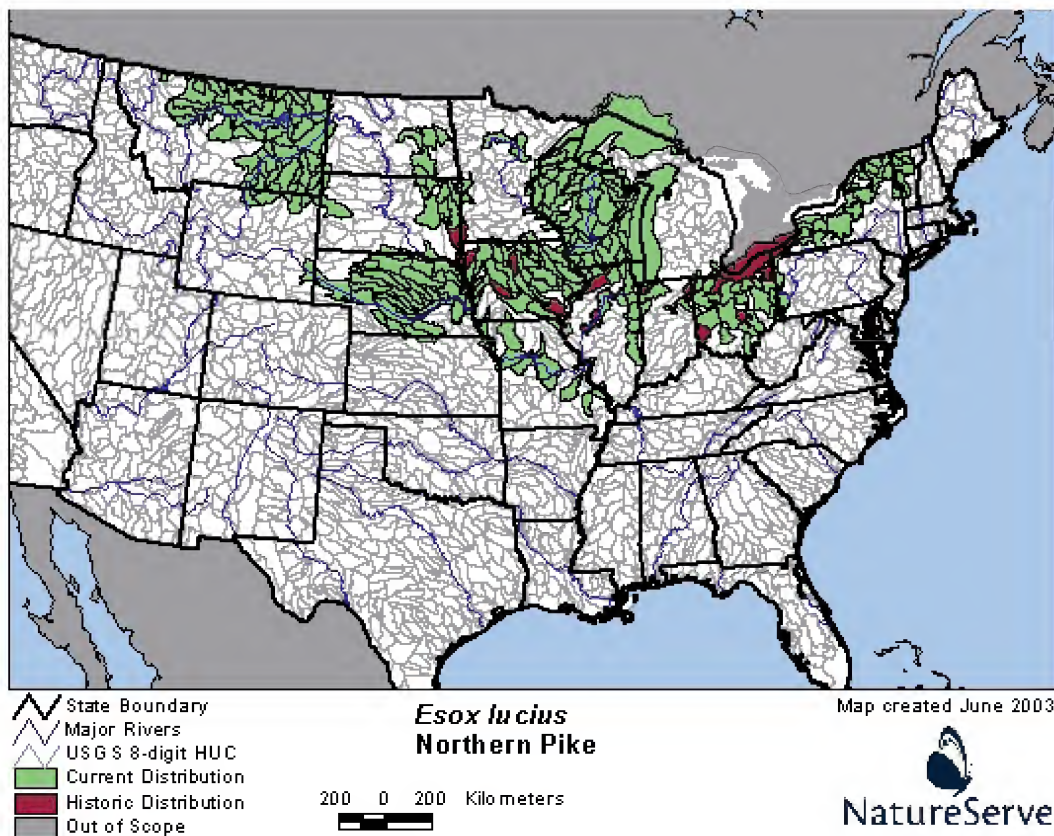 State Boundary
Major Rivers
USGS 8-digit HUC
Current Distribution
Historic Distribution
Out of Scope
Esox lucius
Northern Pike
200 0 200 Kilometers
Map created June 2003
NatureServe